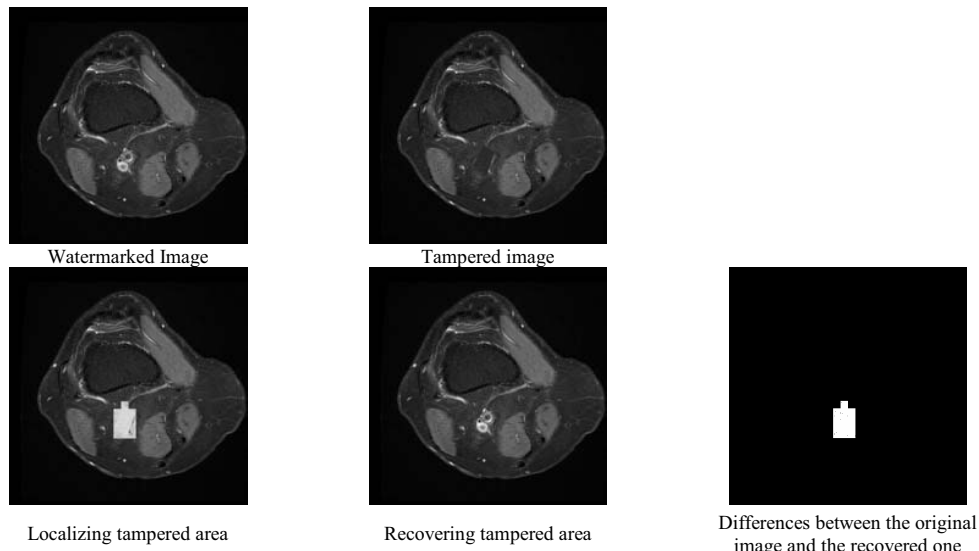 Watermarked Image
Tampered image
Localizing tampered area
Recovering tampered area
Differences between the original
image and the recovered one